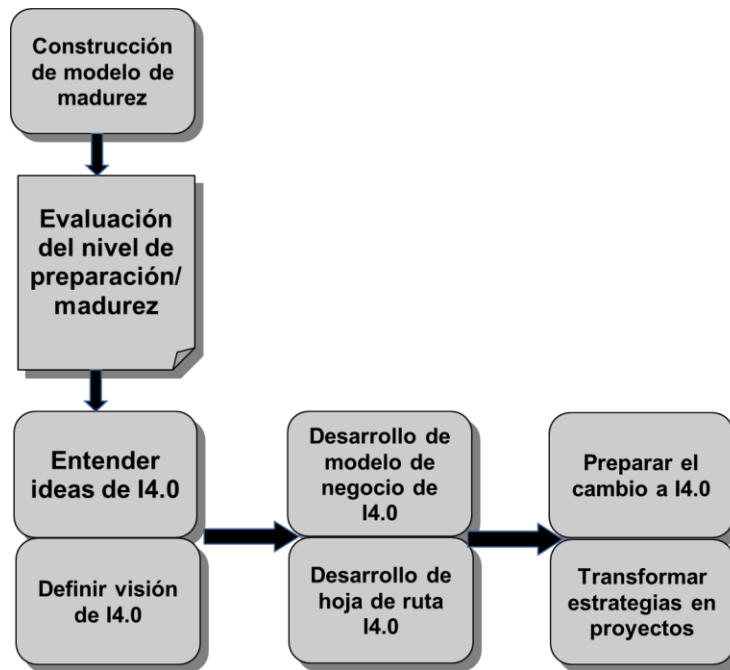 Construcción
de modelo de
madurez
Evaluación
del nivel de
preparación/
madurez
Entender
ideas de I4.0
Definir visión
de I4.0
Desarrollo de
modelo de
negocio de
I4.0
Desarrollo de
hoja de ruta
I4.0
Preparar el
cambio a I4.0
Transformar
estrategias en
proyectos